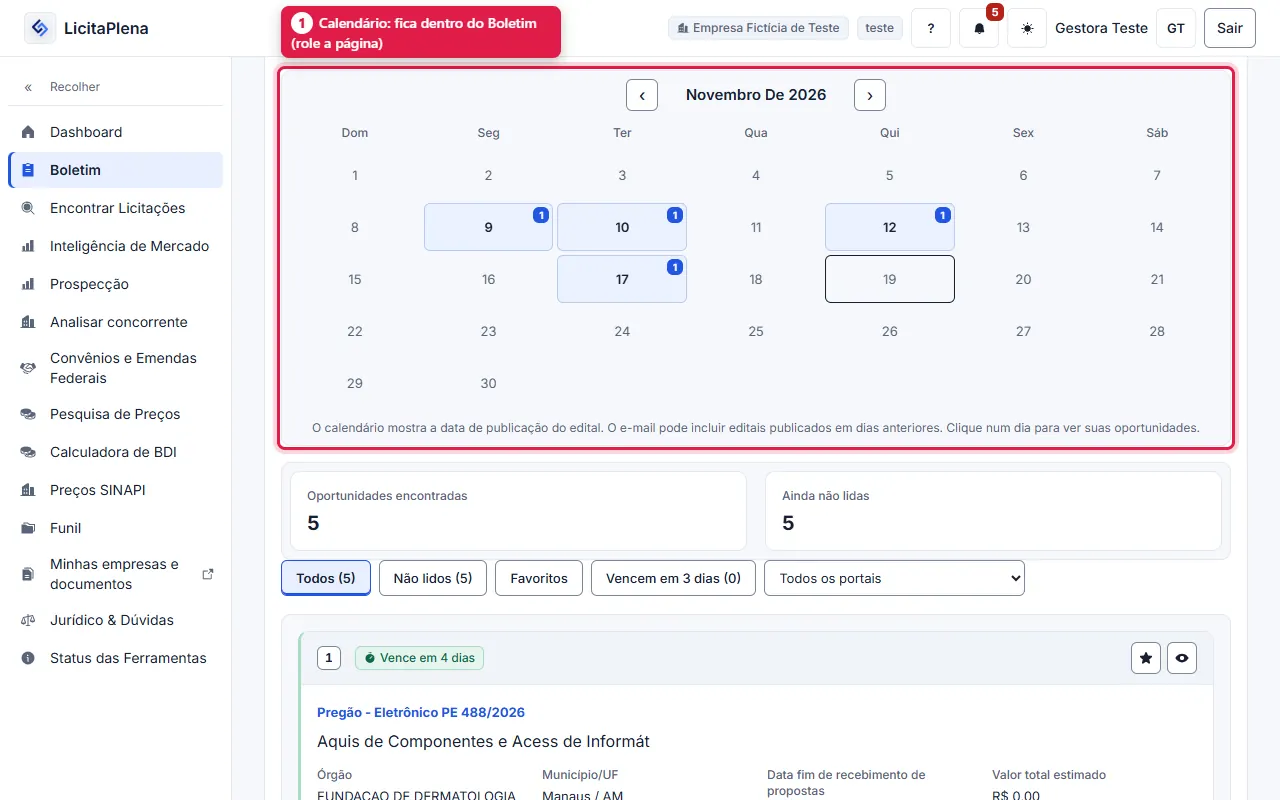 LicitaPlena
1 Calendário: fica dentro do Boletim
(role a página)
Empresa Fictícia de Teste
teste
?
5
Gestora Teste
GT
Sair
« Recolher
Dashboard
Boletim
Encontrar Licitações
Inteligência de Mercado
Prospecção
Analisar concorrente
Convênios e Emendas
Federais
Pesquisa de Preços
Calculadora de BDI
Preços SINAPI
Funil
Minhas empresas e
documentos
Jurídico & Dúvidas
Status das Ferramentas
‹ Novembro De 2026 ›
Dom Seg Ter Qua Qui Sex Sáb
1 2 3 4 5 6 7
8 9 1 10 1 11 12 1 13 14
15 16 17 1 18 19 20 21
22 23 24 25 26 27 28
29 30
O calendário mostra a data de publicação do edital. O e-mail pode incluir editais publicados em dias anteriores. Clique num dia para ver suas oportunidades.
Oportunidades encontradas
5
Ainda não lidas
5
Todos (5) Não lidos (5) Favoritos Vencem em 3 dias (0) Todos os portais
1 Vence em 4 dias
Pregão - Eletrônico PE 488/2026
Aquis de Componentes e Acess de Informát
Órgão
FUNDACAO DE DERMATOLOGIA
Município/UF
Manaus / AM
Data fim de recebimento de
propostas
Valor total estimado
R$ 0,00